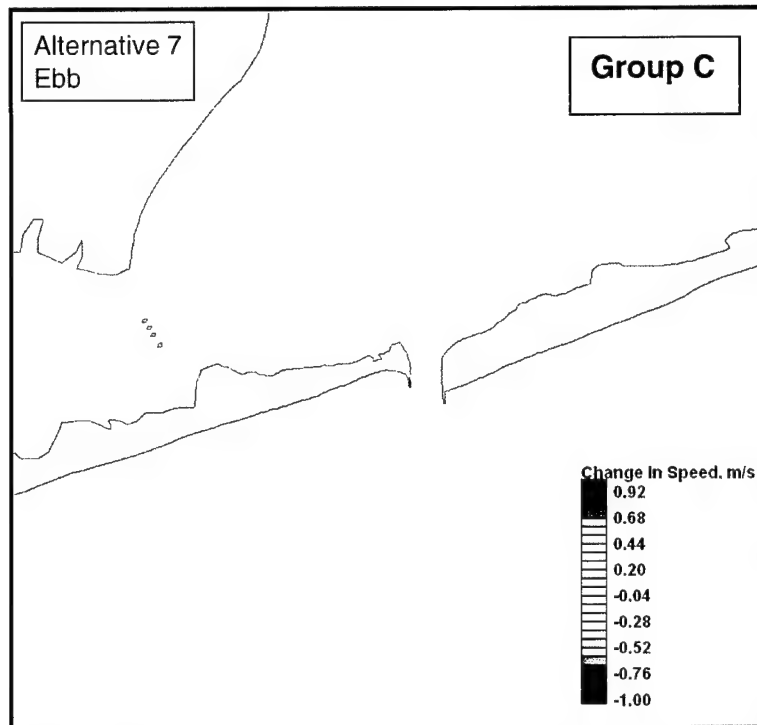 Alternative 7
Ebb
Group C
Change In Speed, m/s
0.92
0.68
0.44
0.20
-0.04
-0.28
-0.52
-0.76
-1.00